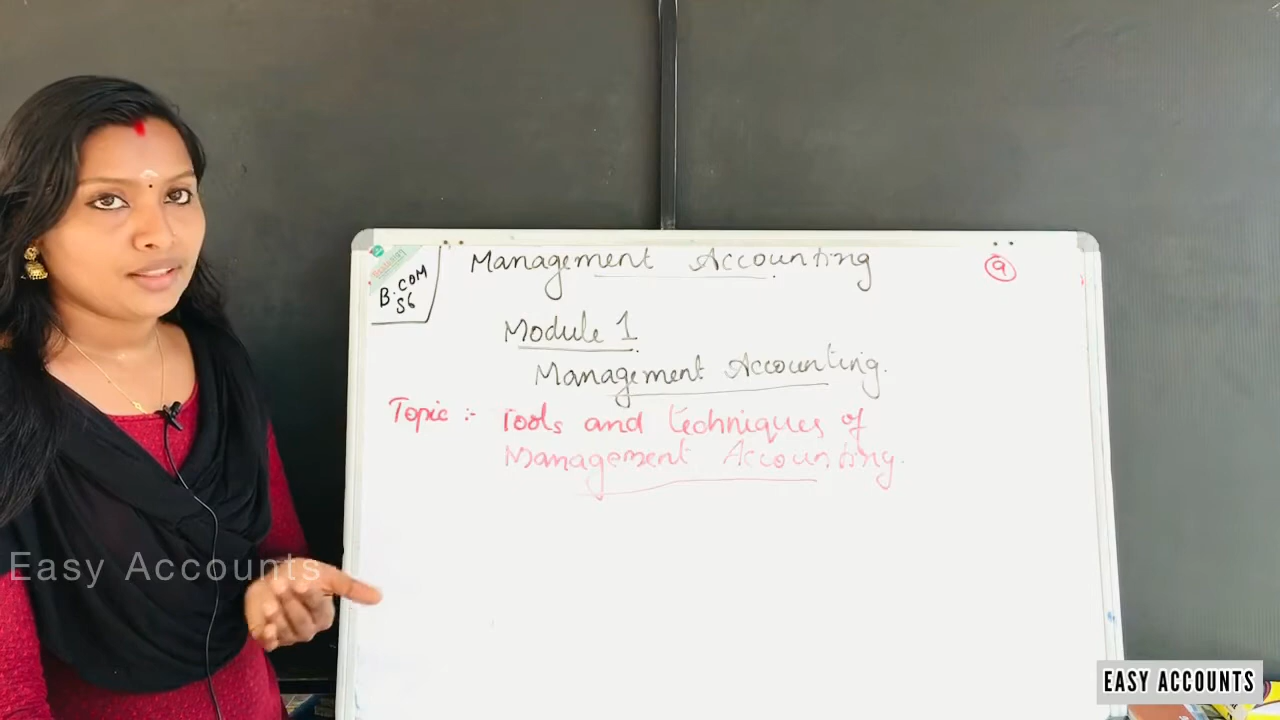 B.COM
S6
Management Accounting
9
Module 1
Management Accounting.
Topic :- Tools and techniques of
Management Accounting.
Easy Accounts
EASY ACCOUNTS